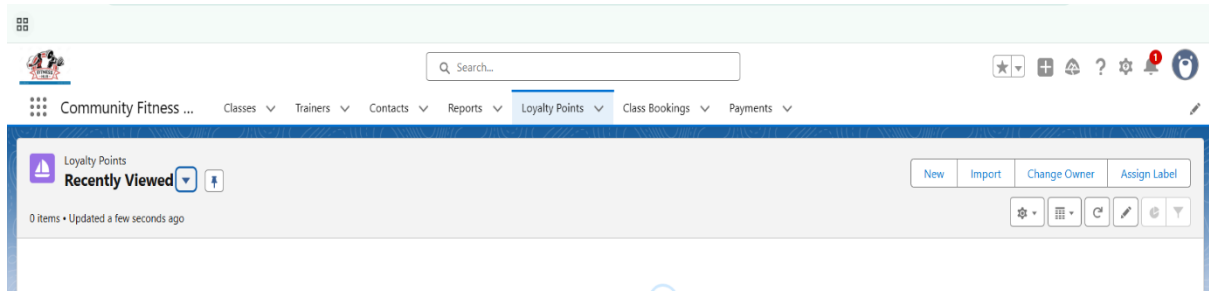 FITNESS
Search...
1
Community Fitness ... Classes Trainers Contacts Reports Loyalty Points Class Bookings Payments
Loyalty Points
Recently Viewed
New Import Change Owner Assign Label
0 items • Updated a few seconds ago